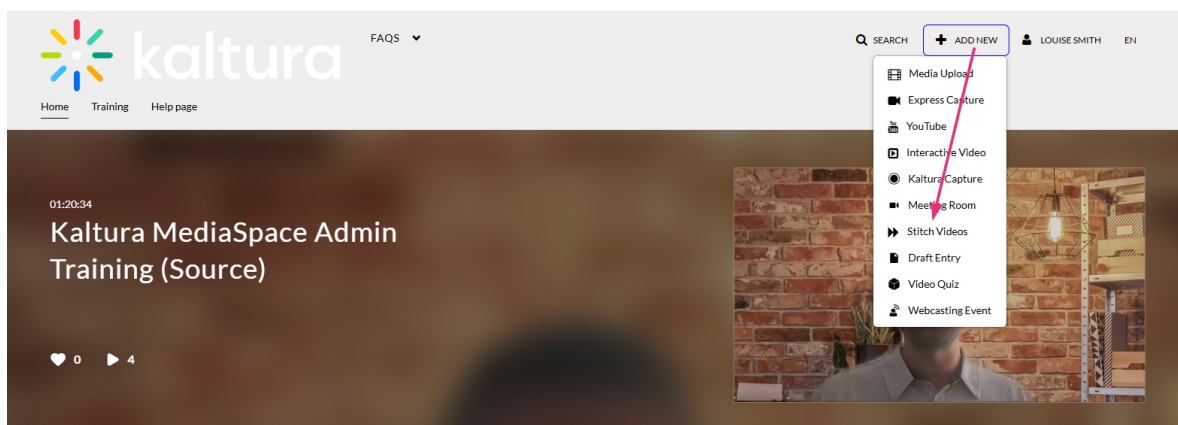 kaltura
FAQS
SEARCH
ADD NEW
LOUISE SMITH
EN
Home
Training
Help page
Media Upload
Express Capture
You Tube
YouTube
Interactive Video
Kaltura Capture
Meeting Room
Stitch Videos
Draft Entry
Video Quiz
Webcasting Event
01:20:34
Kaltura MediaSpace Admin
Training (Source)
0
4